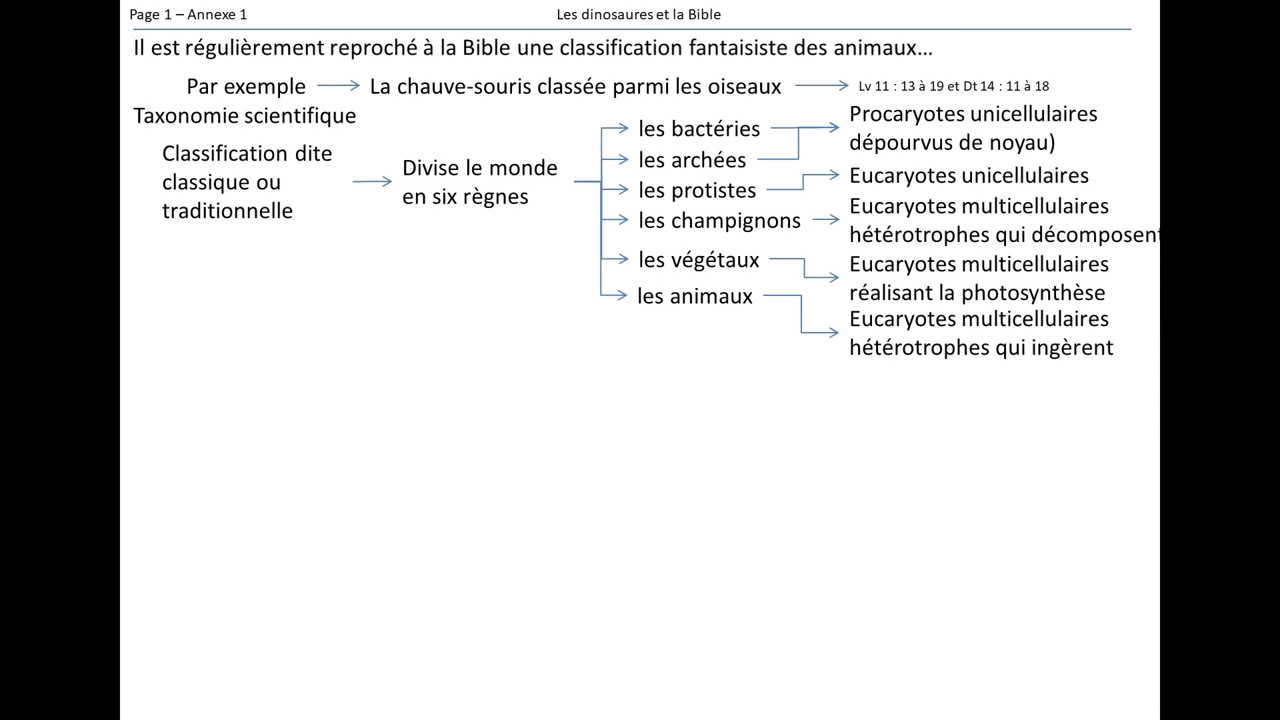 Page 1 – Annexe 1
Les dinosaures et la Bible
Il est régulièrement reproché à la Bible une classification fantaisiste des animaux…
Par exemple
La chauve-souris classée parmi les oiseaux
Lv 11 : 13 à 19 et Dt 14 : 11 à 18
Taxonomie scientifique
Classification dite
classique ou
traditionnelle
Divise le monde
en six règnes
les bactéries
les archées
les protistes
les champignons
les végétaux
les animaux
Procaryotes unicellulaires
dépourvus de noyau)
Eucaryotes unicellulaires
Eucaryotes multicellulaires
hétérotrophes qui décomposent
Eucaryotes multicellulaires
réalisant la photosynthèse
Eucaryotes multicellulaires
hétérotrophes qui ingèrent